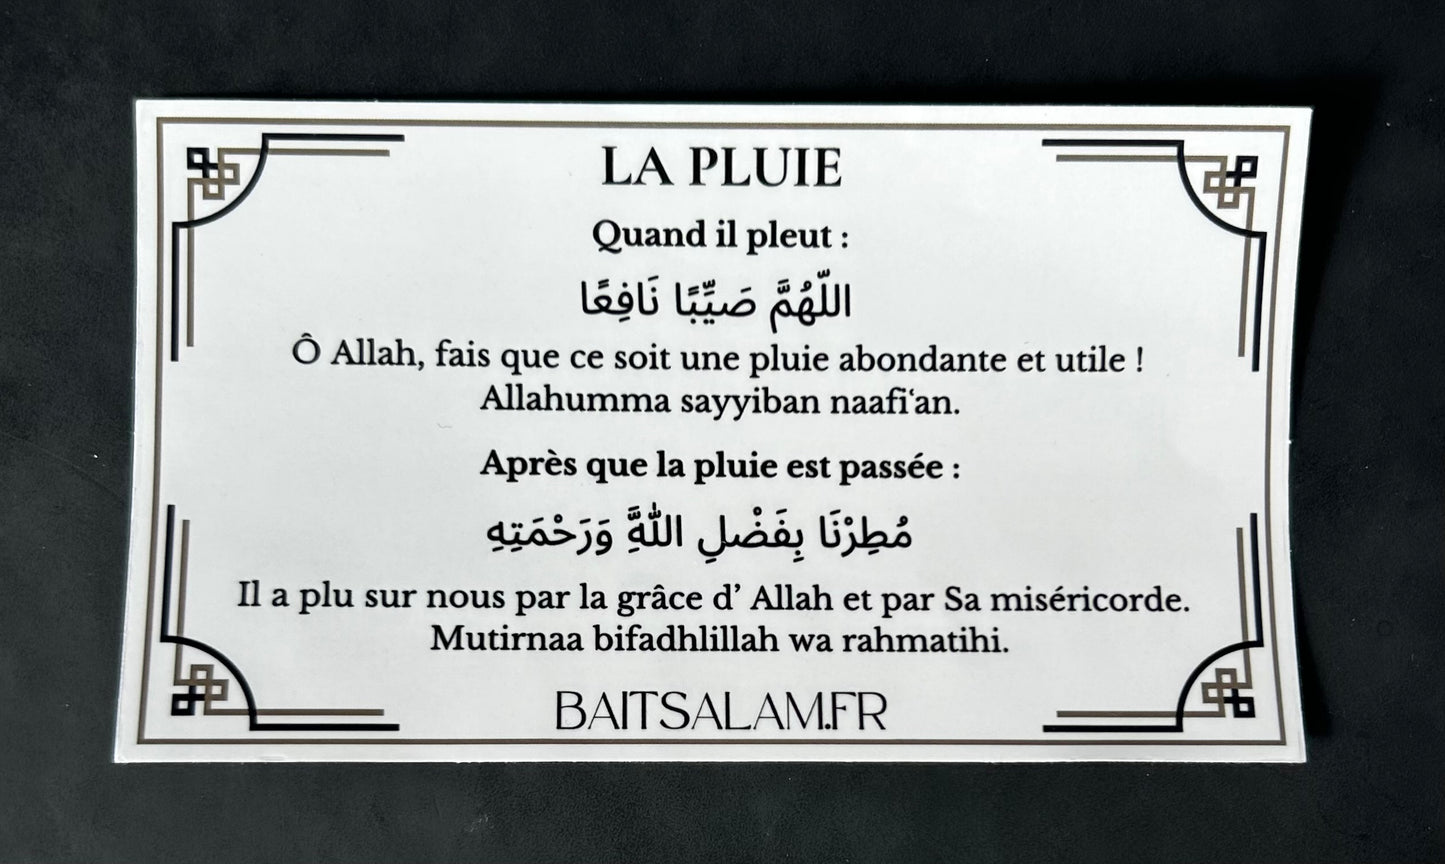 LA PLUIE
Quand il pleut :
اللّهُمَّ صَيِّبًا نَافِعًا
Ô Allah, fais que ce soit une pluie abondante et utile !
Allahumma sayyiban naafi‘an.
Après que la pluie est passée :
مُطِرْنَا بِفَضْلِ اللهَِّ وَرَحْمَتِهِ
Il a plu sur nous par la grâce d’ Allah et par Sa miséricorde.
Mutirnaa bifadhlillah wa rahmatihi.
BAITSALAM.FR